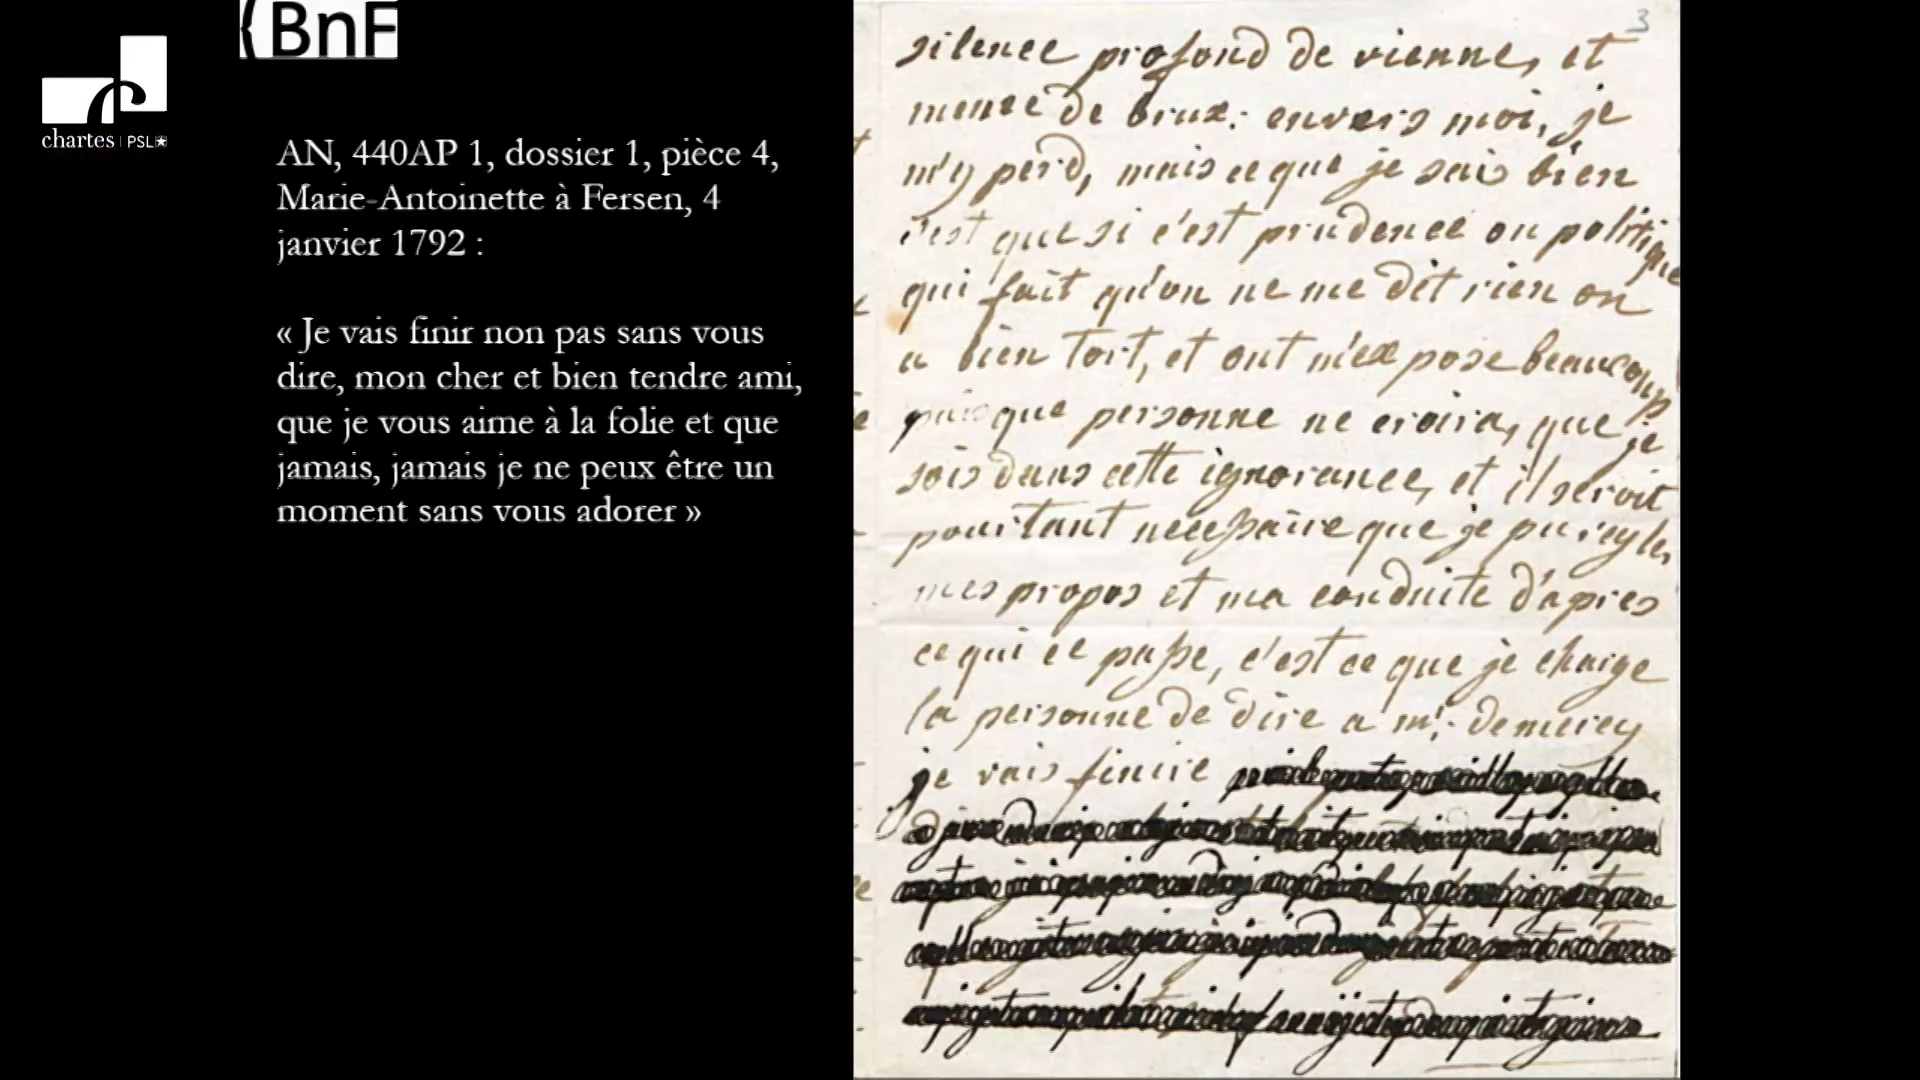 {BnF
chartes | PSL★
AN, 440AP 1, dossier 1, pièce 4,
Marie-Antoinette à Fersen, 4
janvier 1792 :
« Je vais finir non pas sans vous
dire, mon cher et bien tendre ami,
que je vous aime à la folie et que
jamais, jamais je ne peux être un
moment sans vous adorer »
3
silence profond de vienne, et
meme de brux: envers moi, je
m'y perd, mais ce que je sais bien
c'est que si c'est prudence ou politique
qui fait qu'on ne me dit rien on
a bien tort, et ont m'expose beaucoup
puisque personne ne croira, que je
sois dans cette ignorance, et il seroit
pourtant necessaire que je pu regler
mes propos et ma conduite d'apres
ce qui ce passe, c'est ce que je charge
la personne de dire a mr. de mercy
je vais finire